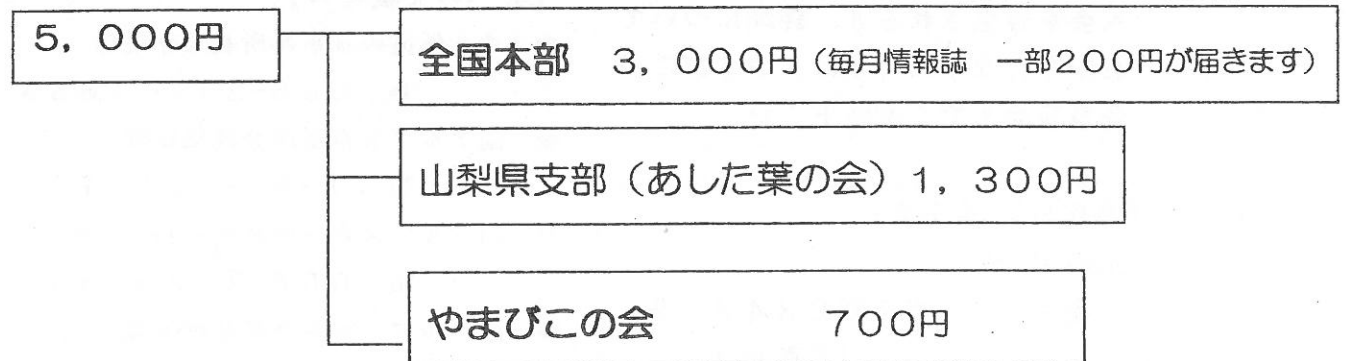 ５，０００円
全国本部　３，０００円（毎月情報誌　一部２００円が届きます）
山梨県支部（あした葉の会）１，３００円
やまびこの会　７００円